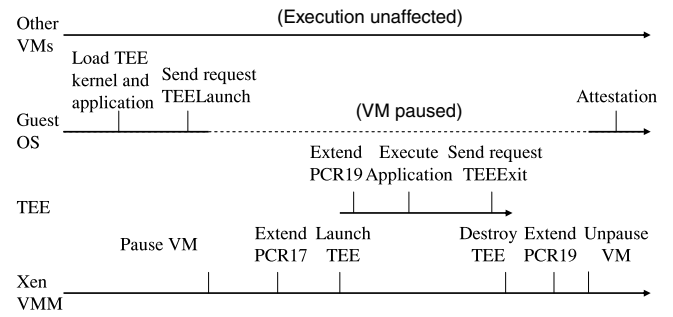 Other
VMs
(Execution unaffected)
Load TEE
kernel and
application
Send request
TEELaunch
Guest
OS
(VM paused)
Attestation
Extend
PCR19
Execute
Application
Send request
TEEExit
TEE
Pause VM
Extend
PCR17
Launch
TEE
Destroy
TEE
Extend
PCR19
Unpause
VM
Xen
VMM